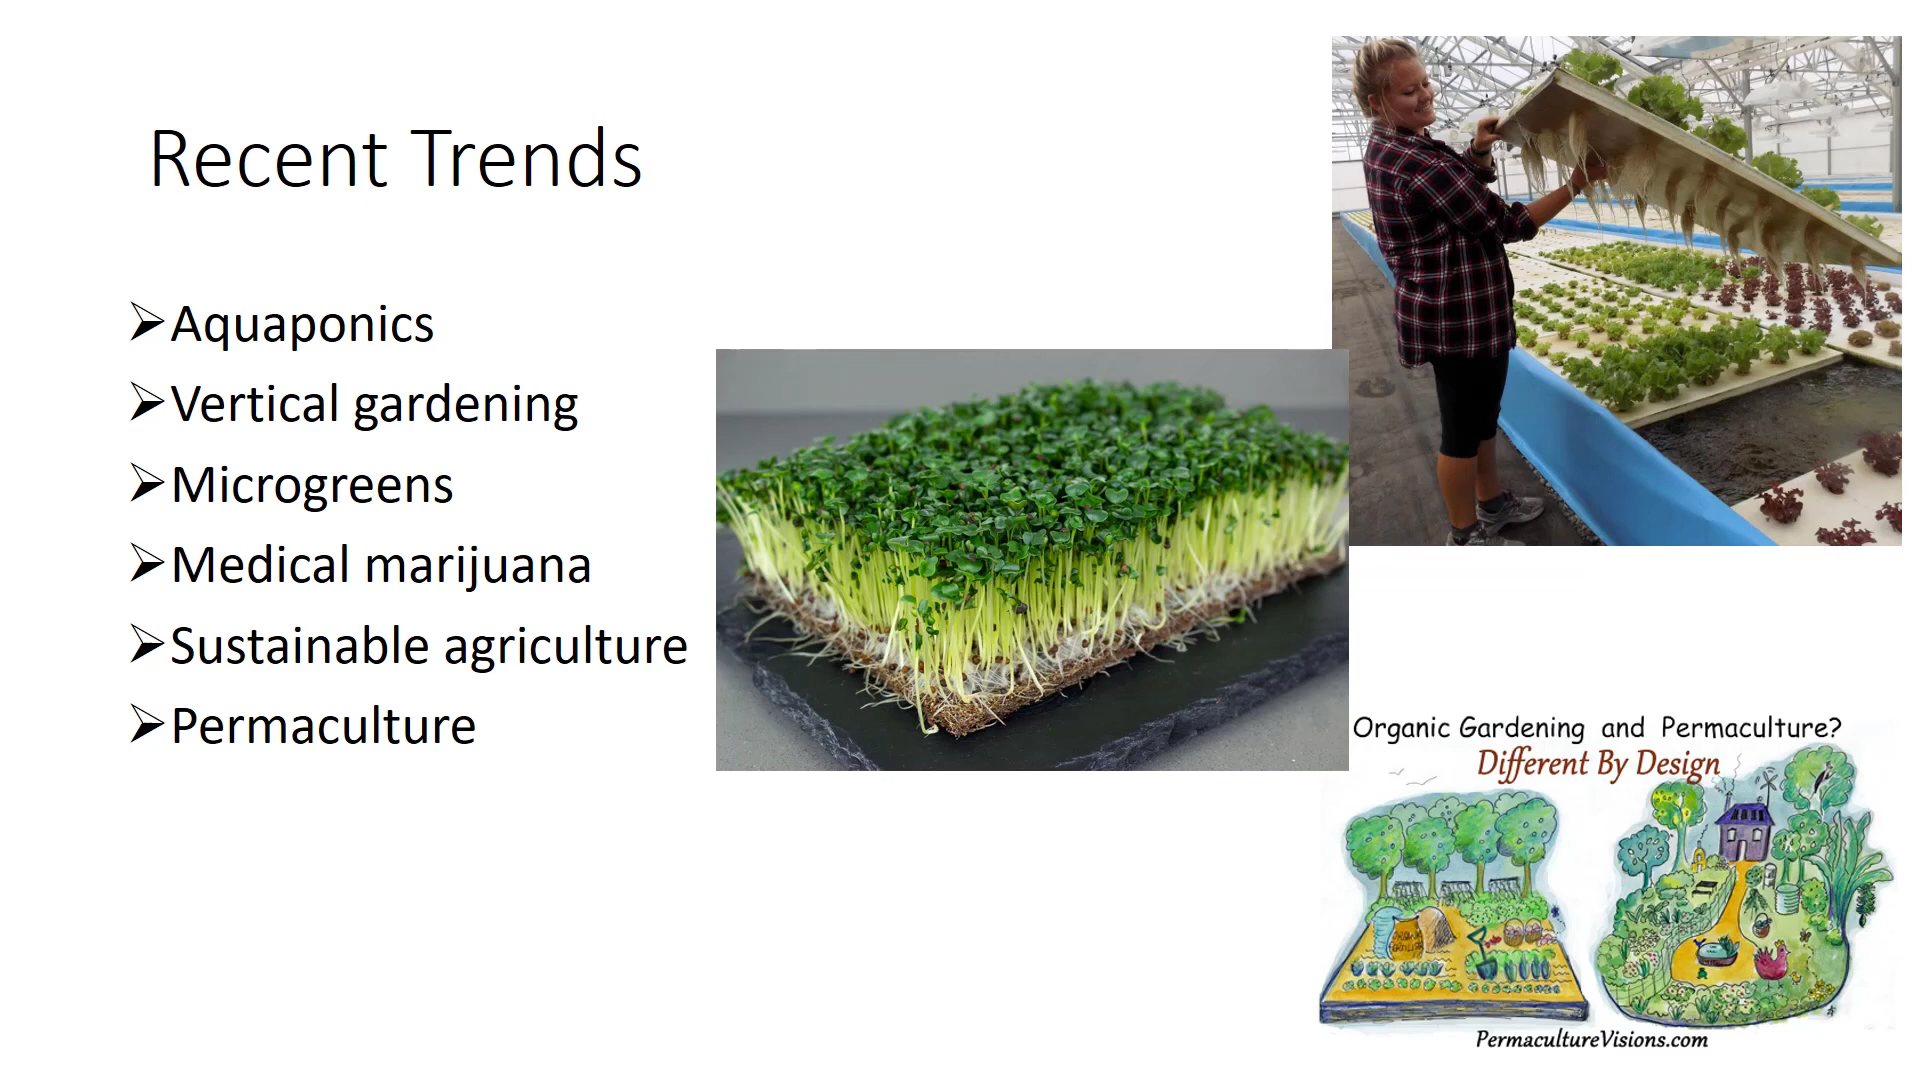 Recent Trends
Aquaponics
Vertical gardening
Microgreens
Medical marijuana
Sustainable agriculture
Permaculture
Organic Gardening and Permaculture?
Different By Design
PermacultureVisions.com